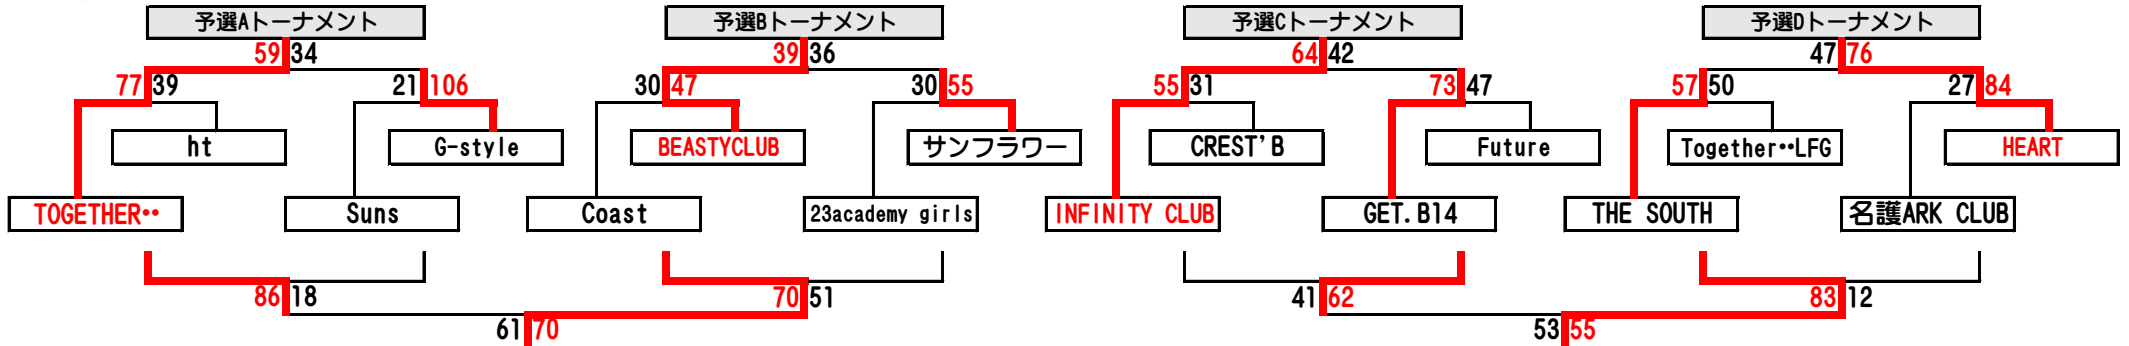 予選Aトーナメント 予選Bトーナメント 予選Cトーナメント 予選Dトーナメント
59 34 39 36 64 42 47 76
77 39 21 106 30 47 30 55 55 31 73 47 57 50 27 84
ht G-style BEASTYCLUB サンフラワー CREST'B Future Together••LFG HEART
TOGETHER•• Suns Coast 23academy girls INFINITY CLUB GET.B14 THE SOUTH 名護ARK CLUB
86 18 70 51 41 62 83 12
61 70 53 55